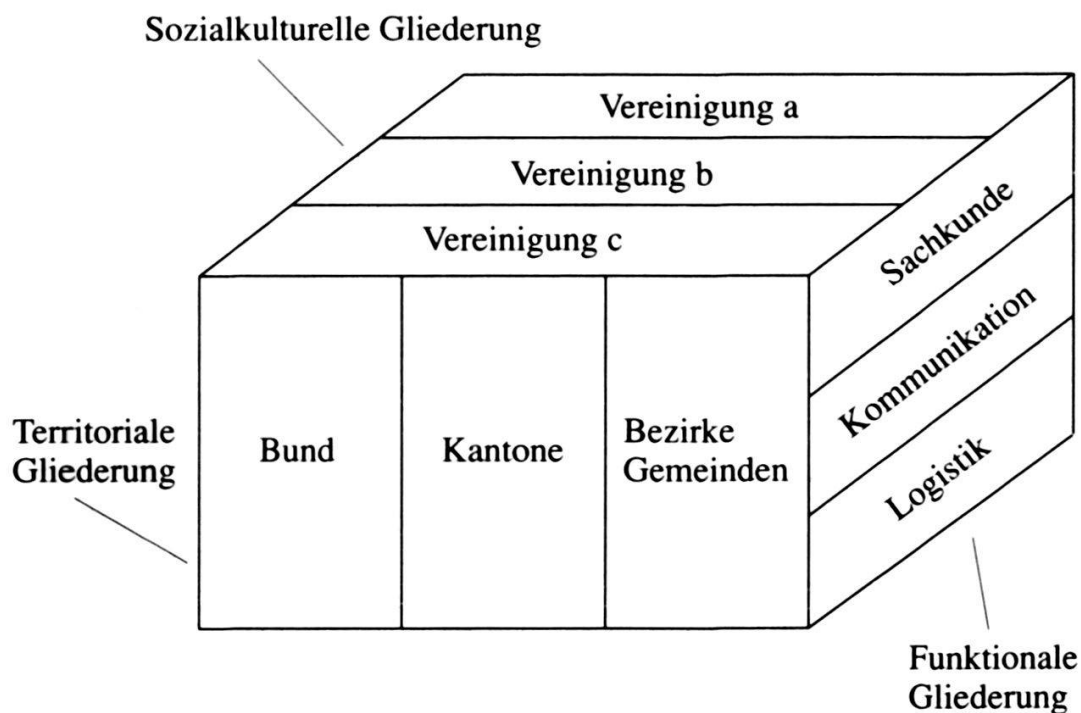 Sozialkulturelle Gliederung
Vereinigung a
Vereinigung b
Vereinigung c
Sachkunde
Kommunikation
Logistik
Territoriale
Gliederung
Bund
Kantone
Bezirke
Gemeinden
Funktionale
Gliederung